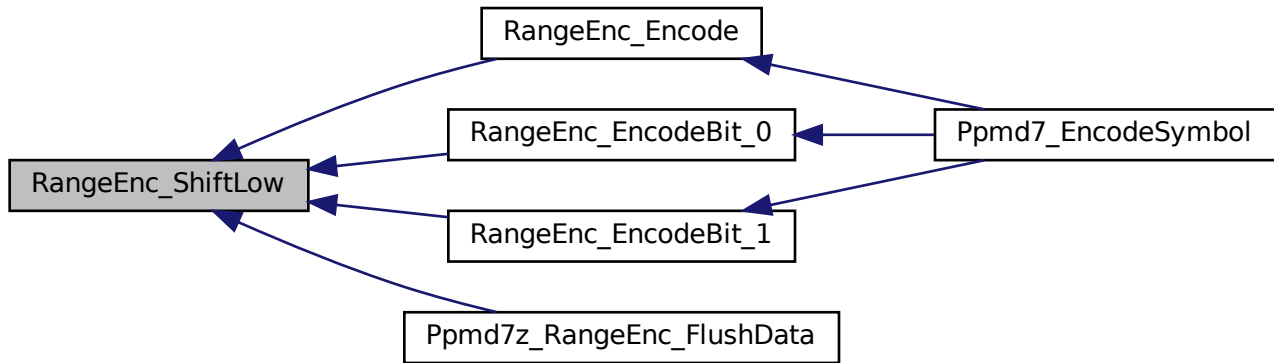 RangeEnc_Encode
RangeEnc_EncodeBit_0
Ppmd7_EncodeSymbol
RangeEnc_ShiftLow
RangeEnc_EncodeBit_1
Ppmd7z_RangeEnc_FlushData